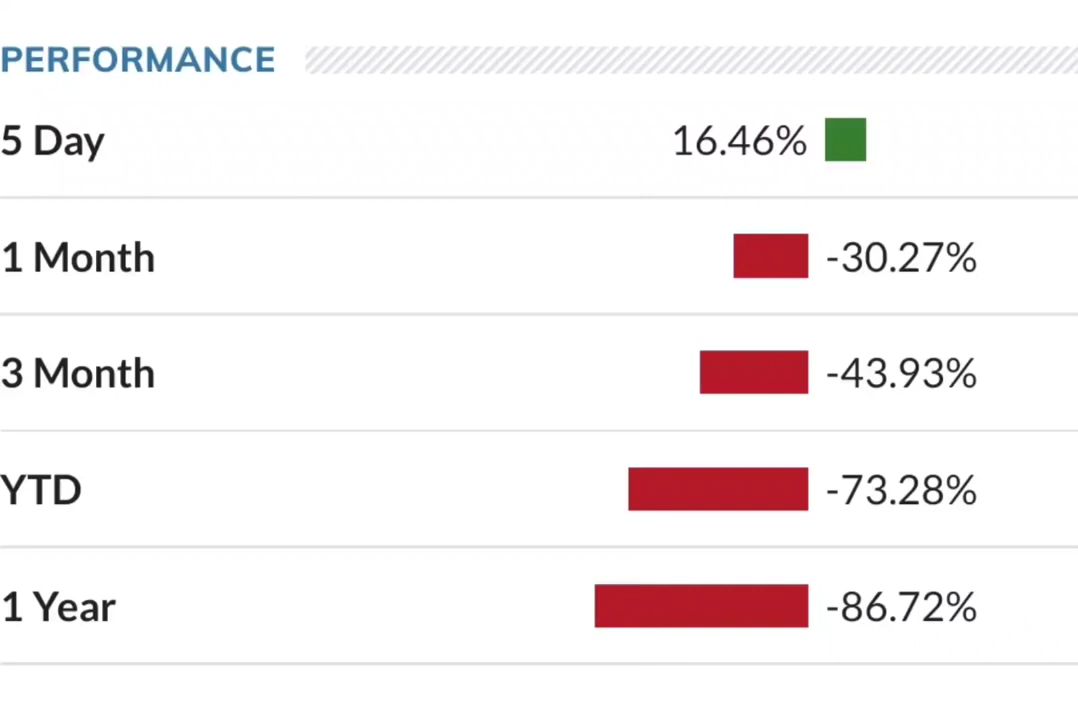 PERFORMANCE
5 Day 16.46%
1 Month -30.27%
3 Month -43.93%
YTD -73.28%
1 Year -86.72%